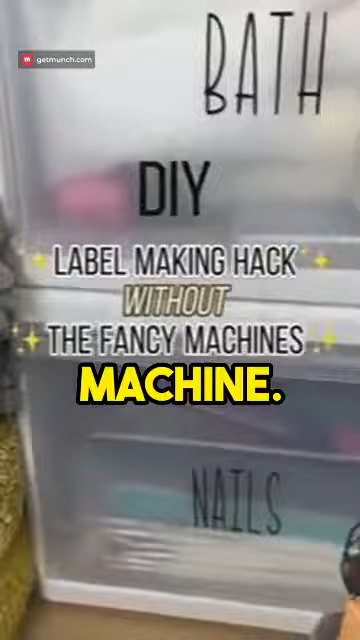 getmunch.com
BATH
DIY
LABEL MAKING HACK
WITHOUT
THE FANCY MACHINES
MACHINE.
NAILS